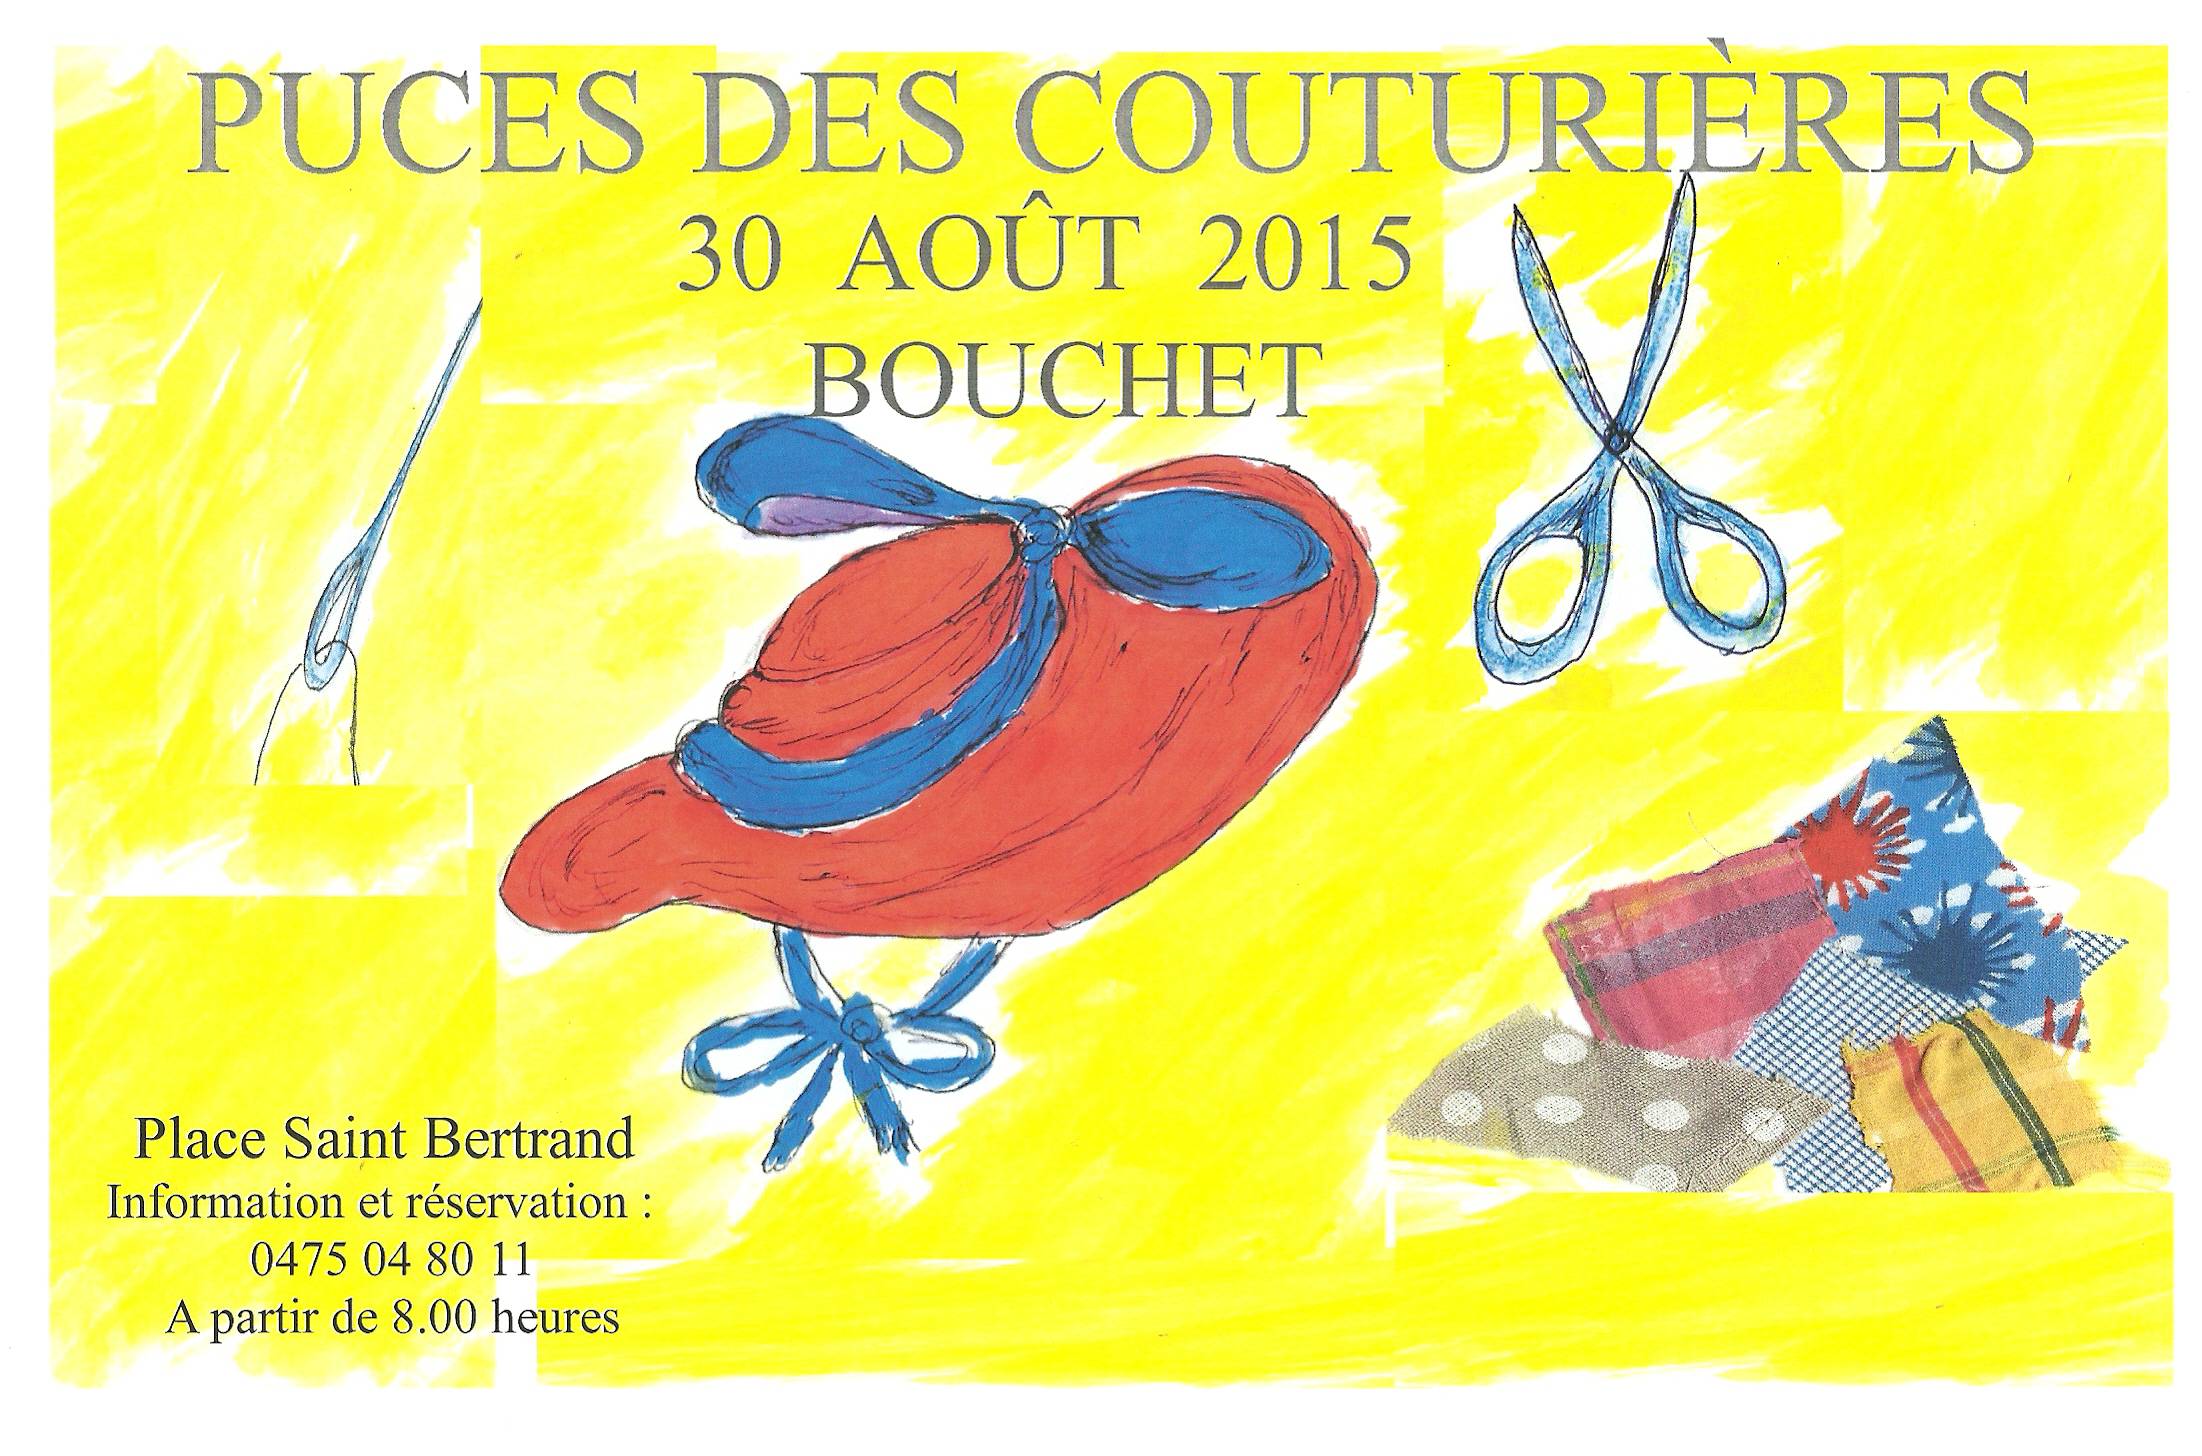 PUCES DES COUTURIÈRES
30 AOÛT 2015
BOUCHET
Place Saint Bertrand
Information et réservation :
0475 04 80 11
A partir de 8.00 heures